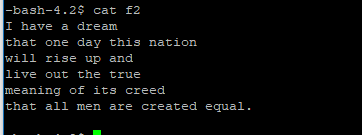 -bash-4.2$ cat f2
I have a dream
that one day this nation
will rise up and
live out the true
meaning of its creed
that all men are created equal.
-bash-4.2$